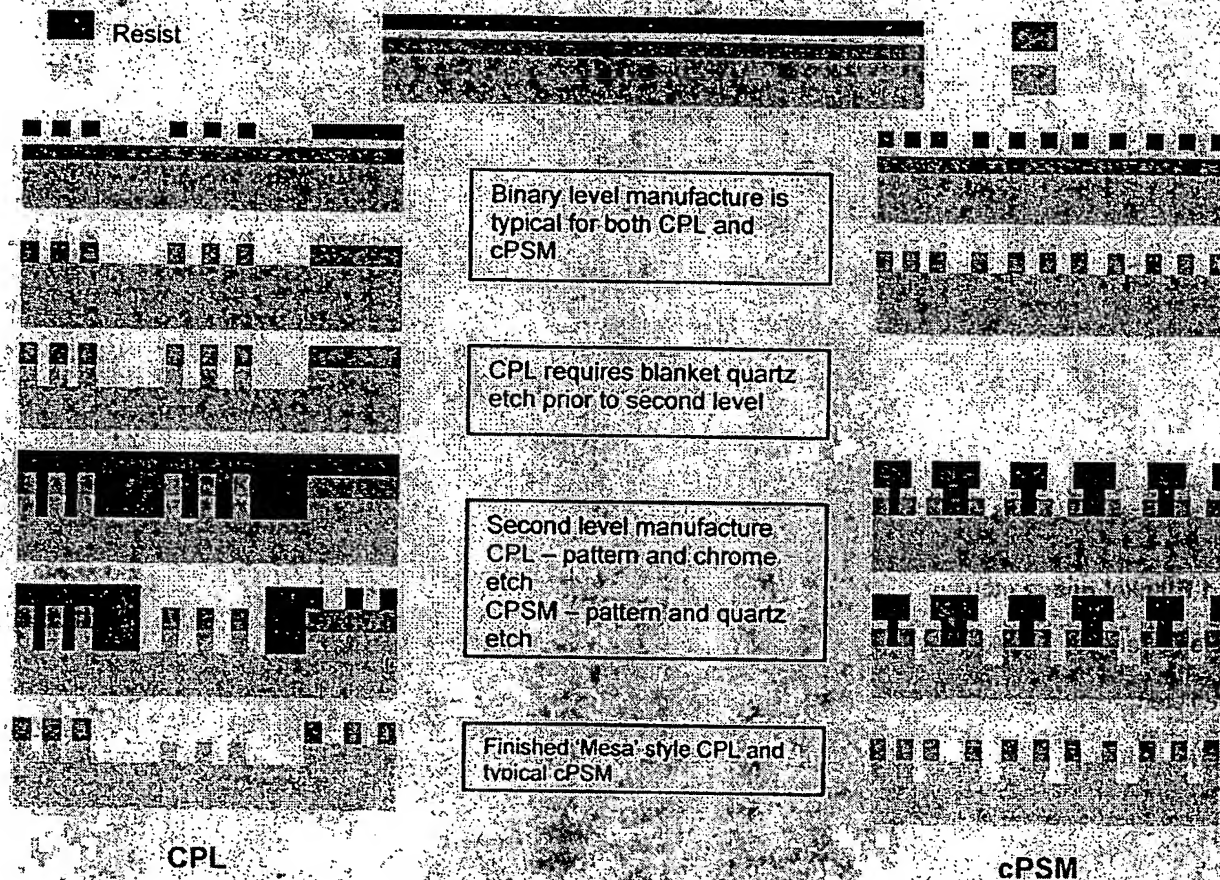 Resist
Binary level manufacture is
typical for both CPL and
cPSM
CPL requires blanket quartz
etch prior to second level
Second level manufacture
CPL – pattern and chrome
etch
CPSM – pattern and quartz
etch
Finished 'Mesa' style CPL and
typical cPSM
CPL
cPSM